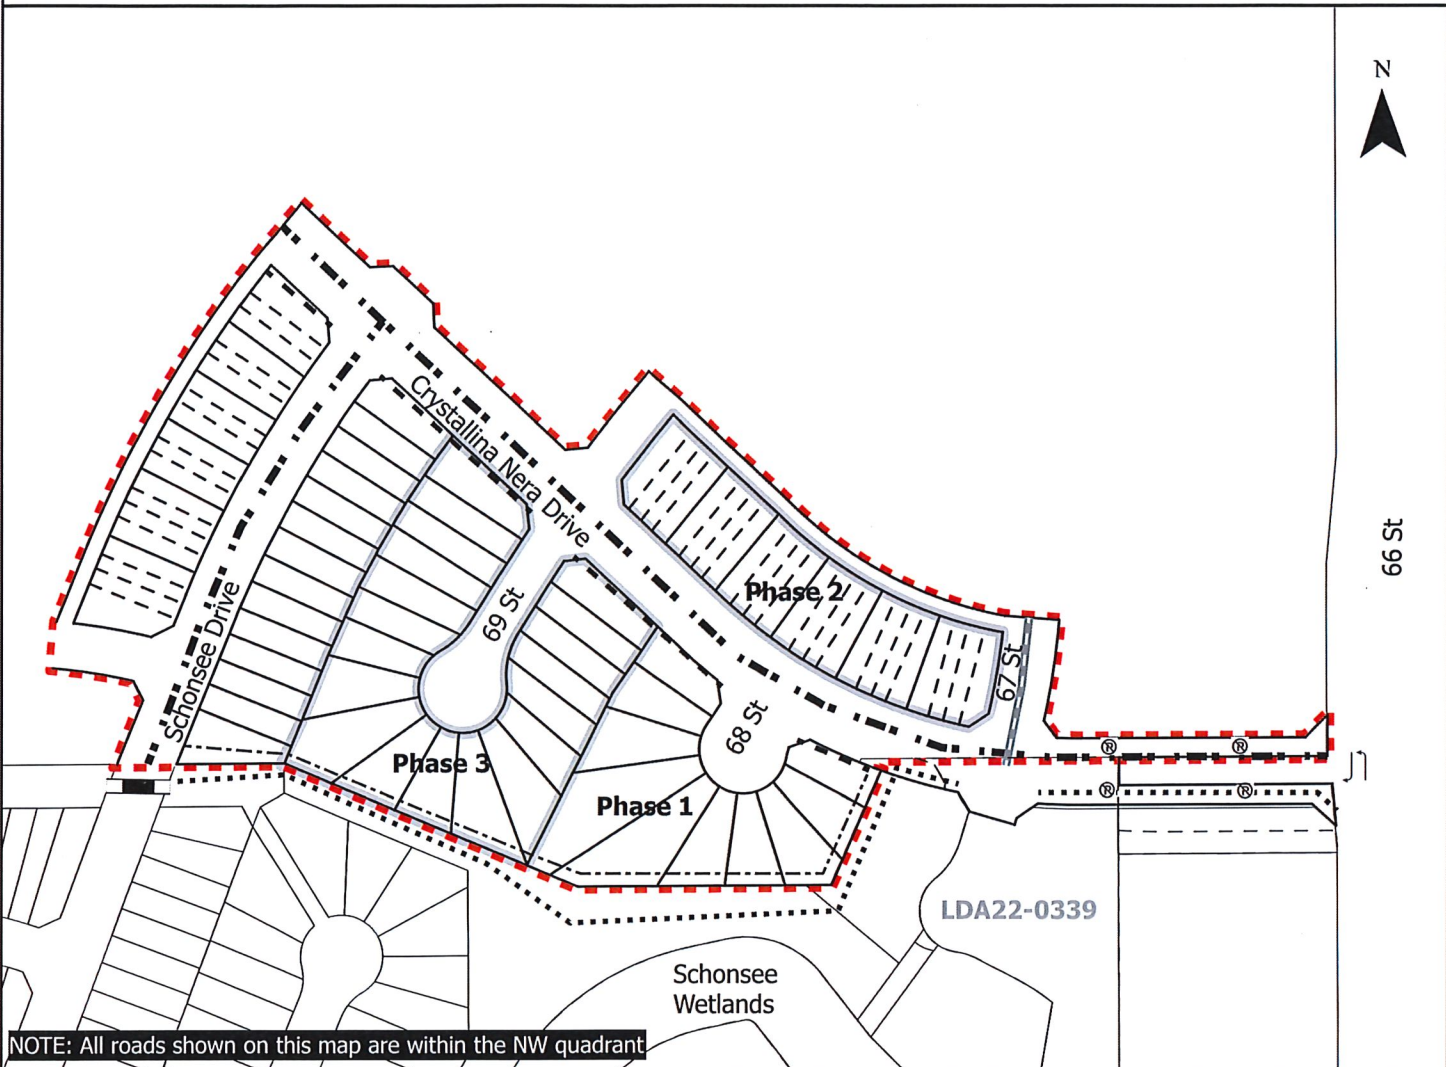 N
66 St
Crystallina Nera Drive
Phase 2
69 St
67 St
Schonsee Drive
68 St
Phase 3
Phase 1
®
®
®
®
LDA22-0339
Schonsee
Wetlands
NOTE: All roads shown on this map are within the NW quadrant